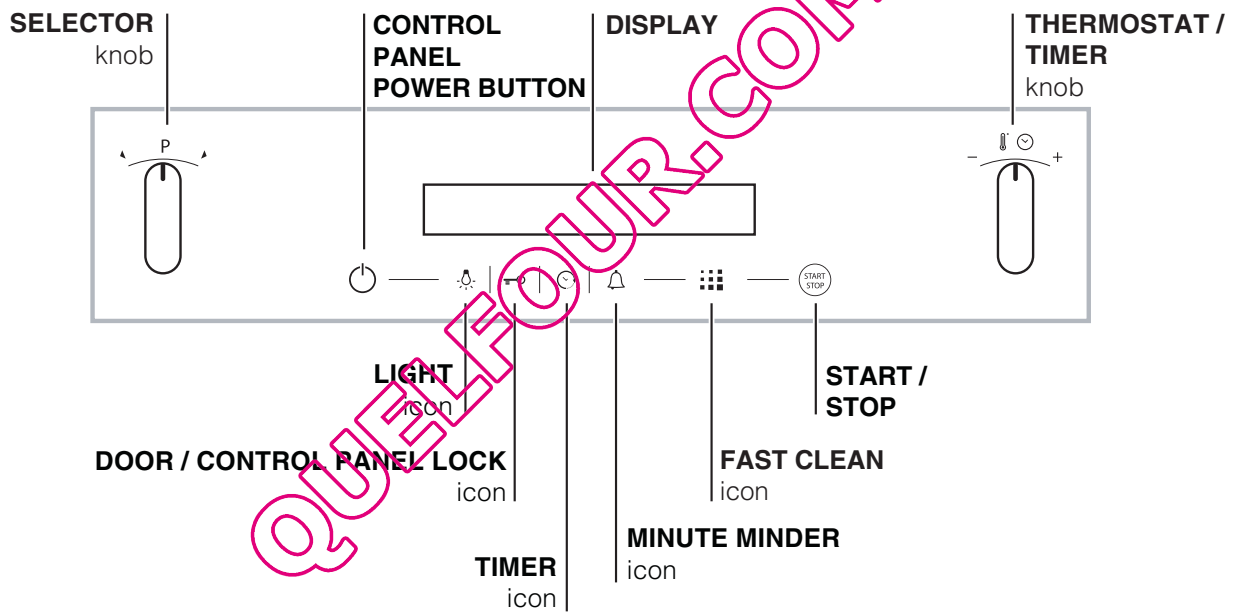 SELECTOR
knob
CONTROL
PANEL
POWER BUTTON
DISPLAY
THERMOSTAT /
TIMER
knob
P
-
+
START
STOP
LIGHT
icon
START /
STOP
DOOR / CONTROL PANEL LOCK
icon
FAST CLEAN
icon
MINUTE MINDER
icon
TIMER
icon
QUELFOUR.COM